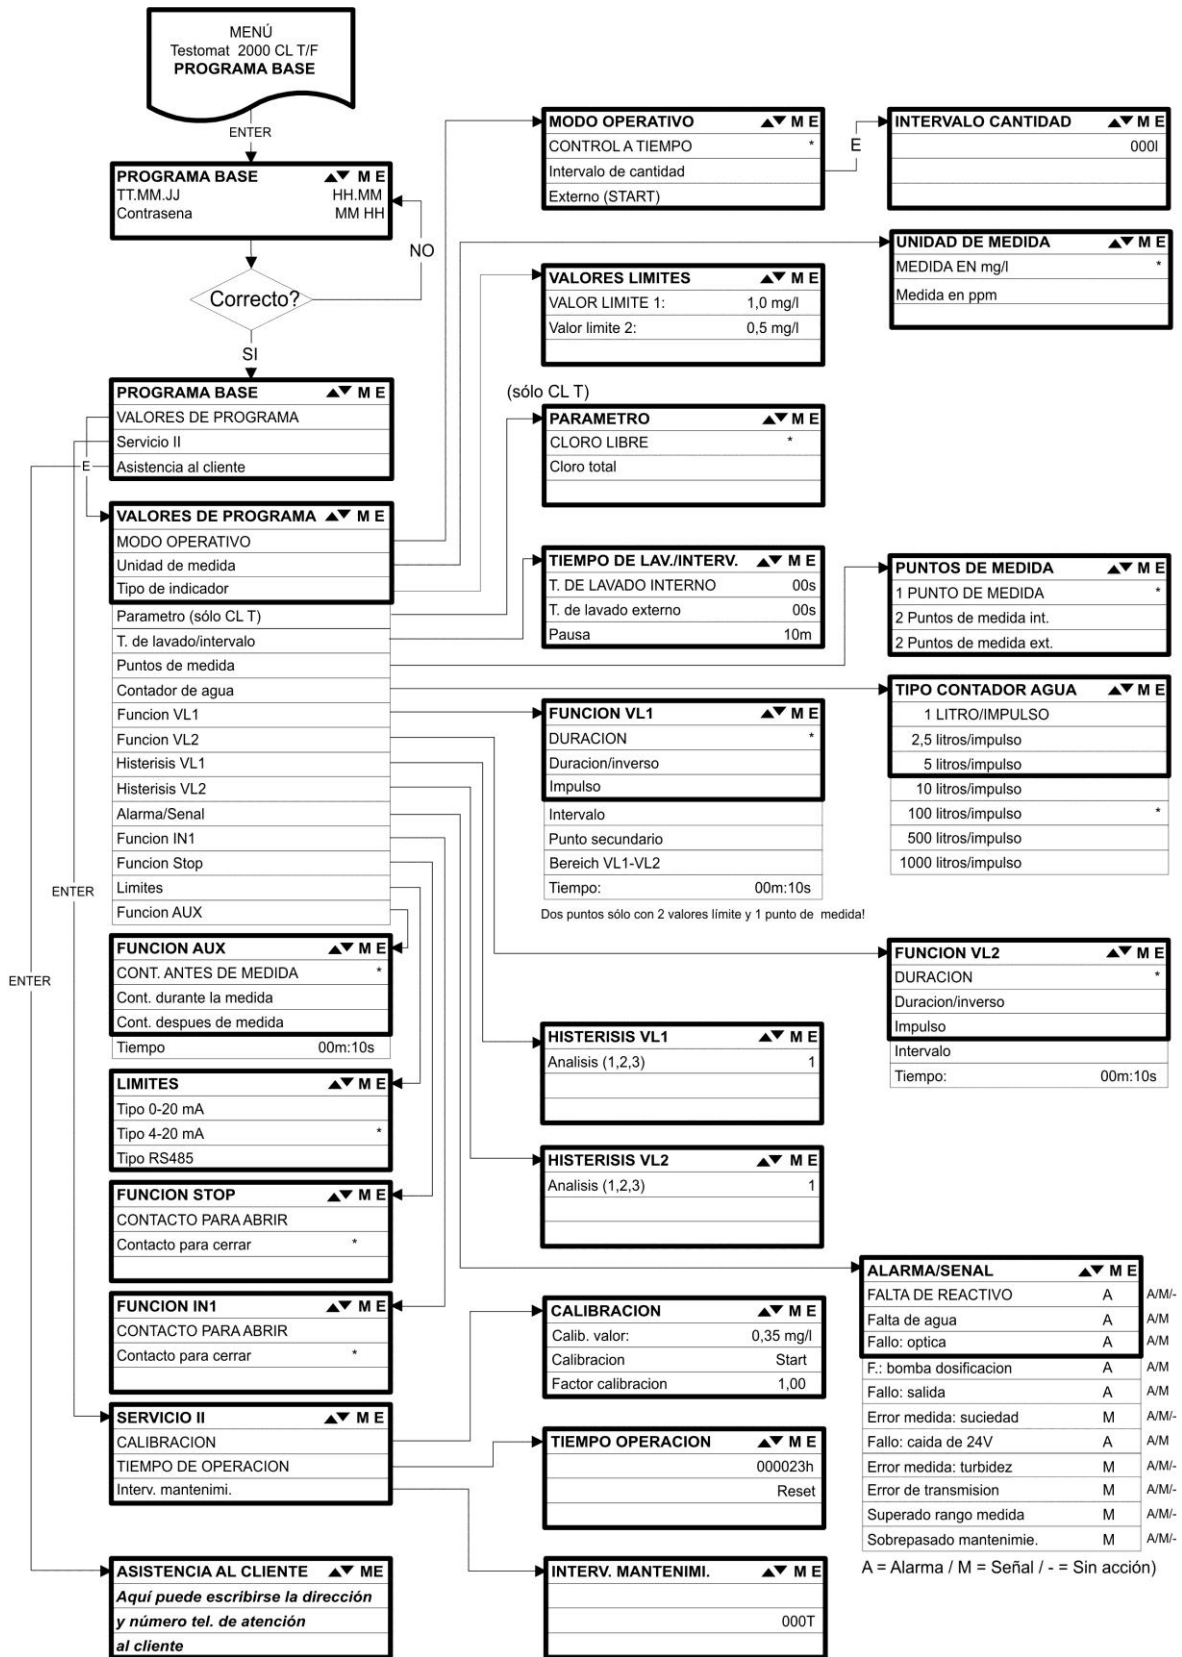 MENÚ
Testomat 2000 CL T/F
PROGRAMA BASE
ENTER
PROGRAMA BASE ▲▼ M E
TT.MM.JJ HH.MM
Contrasena MM HH
NO
Correcto?
SI
PROGRAMA BASE ▲▼ M E
VALORES DE PROGRAMA
Servicio II
Asistencia al cliente
E
ENTER
ENTER
VALORES DE PROGRAMA ▲▼ M E
MODO OPERATIVO
Unidad de medida
Tipo de indicador
Parametro (sólo CL T)
T. de lavado/intervalo
Puntos de medida
Contador de agua
Funcion VL1
Funcion VL2
Histerisis VL1
Histerisis VL2
Alarma/Senal
Funcion IN1
Funcion Stop
Limites
Funcion AUX
FUNCION AUX ▲▼ M E
CONT. ANTES DE MEDIDA *
Cont. durante la medida
Cont. despues de medida
Tiempo 00m:10s
LIMITES ▲▼ M E
Tipo 0-20 mA
Tipo 4-20 mA *
Tipo RS485
FUNCION STOP ▲▼ M E
CONTACTO PARA ABRIR
Contacto para cerrar *
FUNCION IN1 ▲▼ M E
CONTACTO PARA ABRIR
Contacto para cerrar *
SERVICIO II ▲▼ M E
CALIBRACION
TIEMPO DE OPERACION
Interv. mantenimi.
ASISTENCIA AL CLIENTE ▲▼ ME
Aquí puede escribirse la dirección
y número tel. de atención
al cliente
MODO OPERATIVO ▲▼ M E
CONTROL A TIEMPO *
Intervalo de cantidad
Externo (START)
E
INTERVALO CANTIDAD ▲▼ M E
000l
UNIDAD DE MEDIDA ▲▼ M E
MEDIDA EN mg/l *
Medida en ppm
VALORES LIMITES ▲▼ M E
VALOR LIMITE 1: 1,0 mg/l
Valor limite 2: 0,5 mg/l
(sólo CL T)
PARAMETRO ▲▼ M E
CLORO LIBRE *
Cloro total
TIEMPO DE LAV./INTERV. ▲▼ M E
T. DE LAVADO INTERNO 00s
T. de lavado externo 00s
Pausa 10m
PUNTOS DE MEDIDA ▲▼ M E
1 PUNTO DE MEDIDA *
2 Puntos de medida int.
2 Puntos de medida ext.
TIPO CONTADOR AGUA ▲▼ M E
1 LITRO/IMPULSO
2,5 litros/impulso
5 litros/impulso
10 litros/impulso
100 litros/impulso *
500 litros/impulso
1000 litros/impulso
FUNCION VL1 ▲▼ M E
DURACION *
Duracion/inverso
Impulso
Intervalo
Punto secundario
Bereich VL1-VL2
Tiempo: 00m:10s
Dos puntos sólo con 2 valores límite y 1 punto de medida!
FUNCION VL2 ▲▼ M E
DURACION *
Duracion/inverso
Impulso
Intervalo
Tiempo: 00m:10s
HISTERISIS VL1 ▲▼ M E
Analisis (1,2,3) 1
HISTERISIS VL2 ▲▼ M E
Analisis (1,2,3) 1
ALARMA/SENAL ▲▼ M E
FALTA DE REACTIVO A A/M/-
Falta de agua A A/M
Fallo: optica A A/M
F.: bomba dosificacion A A/M
Fallo: salida A A/M
Error medida: suciedad M A/M/-
Fallo: caida de 24V A A/M
Error medida: turbidez M A/M/-
Error de transmision M A/M/-
Superado rango medida M A/M/-
Sobrepasado mantenimie. M A/M/-
A = Alarma / M = Señal / - = Sin acción)
CALIBRACION ▲▼ M E
Calib. valor: 0,35 mg/l
Calibracion Start
Factor calibracion 1,00
TIEMPO OPERACION ▲▼ M E
000023h
Reset
INTERV. MANTENIMI. ▲▼ M E
000T